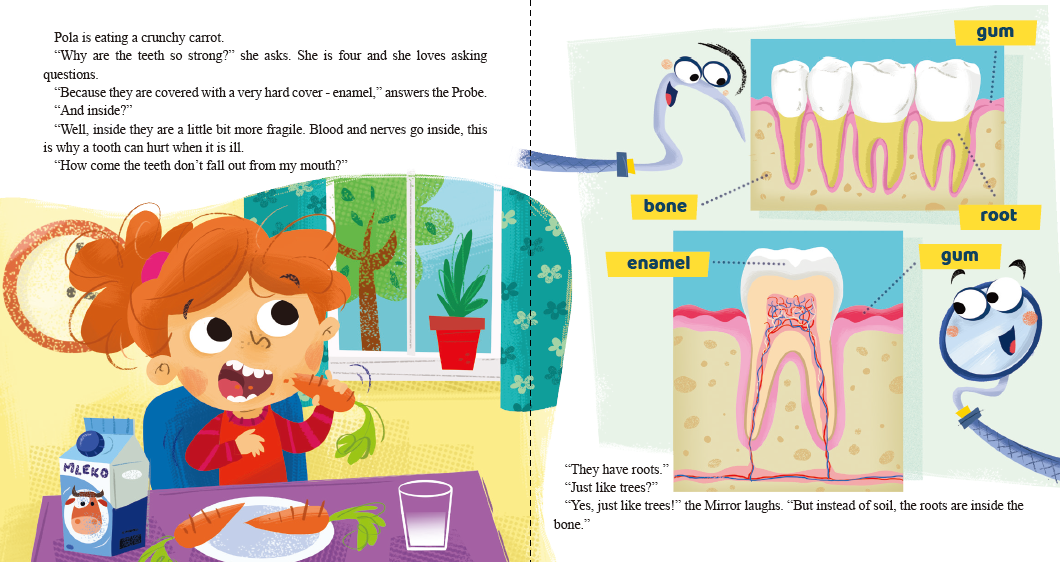 Pola is eating a crunchy carrot.
“Why are the teeth so strong?” she asks. She is four and she loves asking
questions.
“Because they are covered with a very hard cover - enamel,” answers the Probe.
“And inside?”
“Well, inside they are a little bit more fragile. Blood and nerves go inside, this
is why a tooth can hurt when it is ill.
“How come the teeth don’t fall out from my mouth?”
MLEKO
gum
bone
root
enamel
gum
“They have roots.”
“Just like trees?”
“Yes, just like trees!” the Mirror laughs. “But instead of soil, the roots are inside the
bone.”